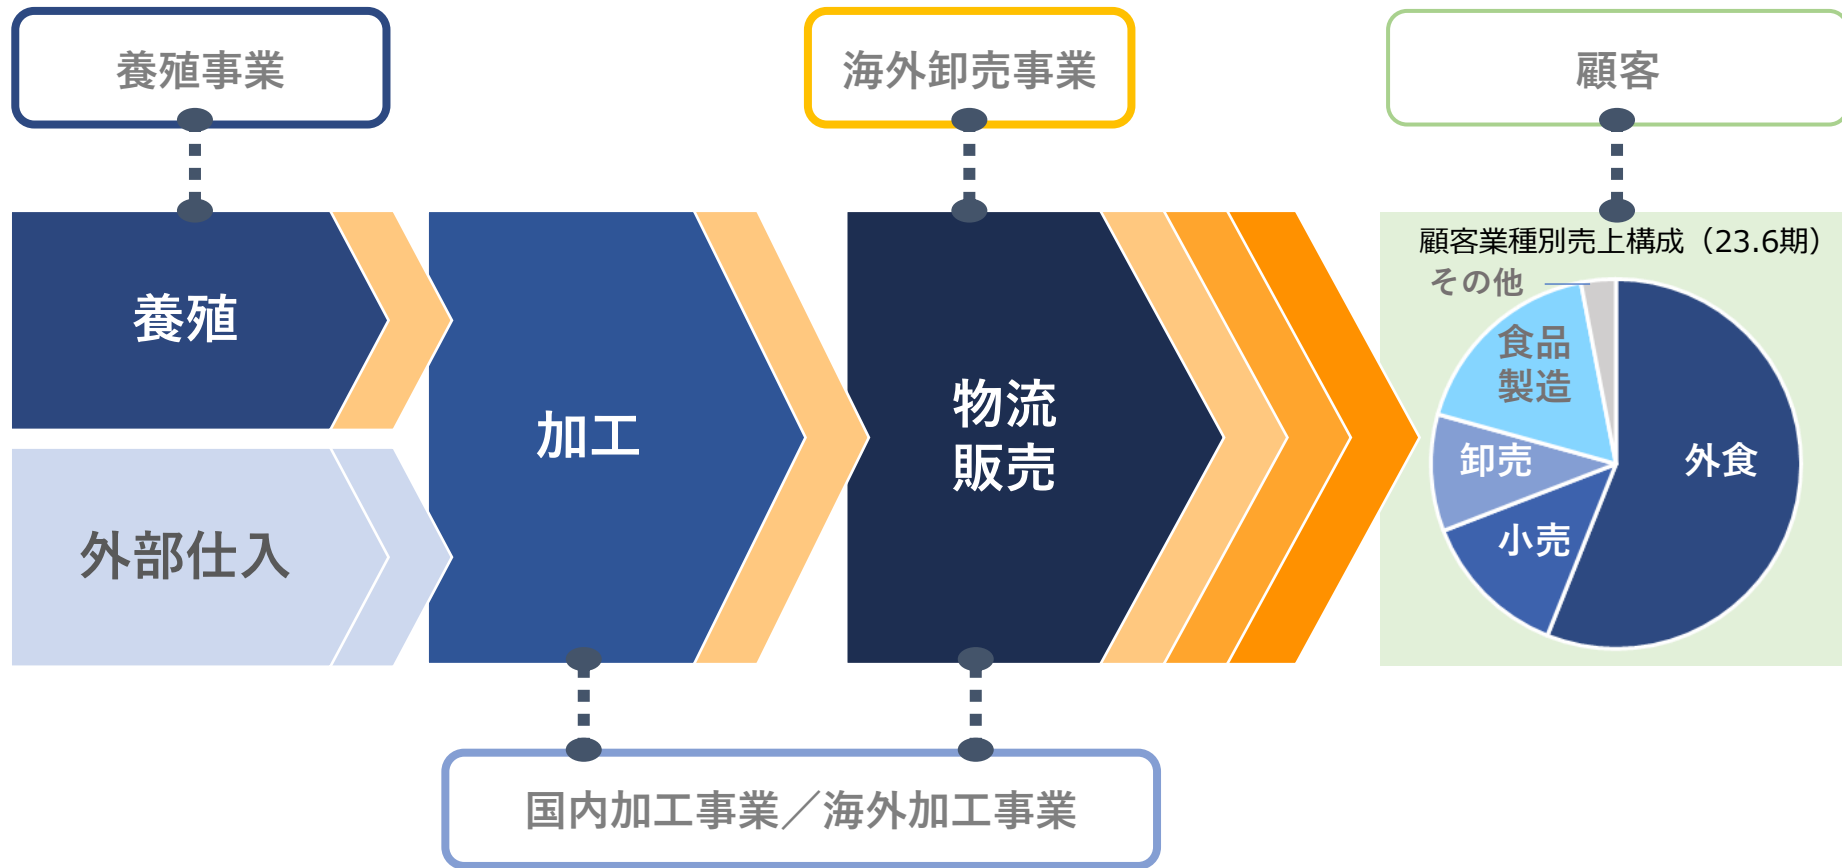 養殖事業
海外卸売事業
顧客
養殖
外部仕入
加工
物流
販売
顧客業種別売上構成（23.6期）
その他
食品
製造
卸売
小売
外食
国内加工事業／海外加工事業